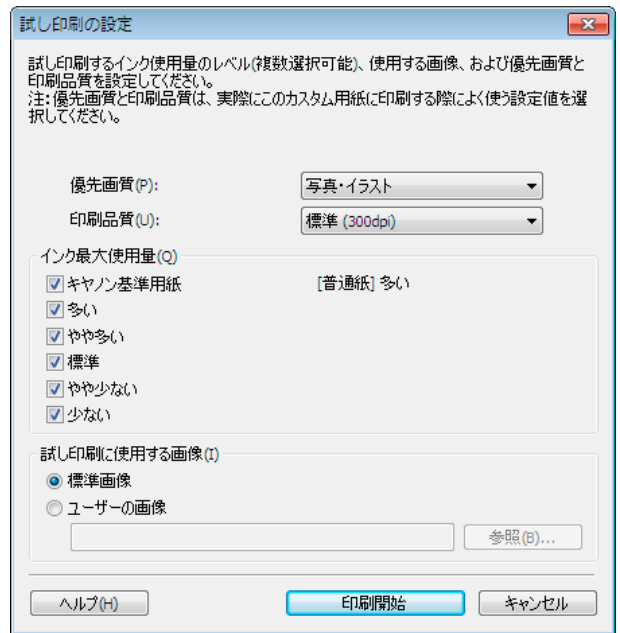 試し印刷の設定
試し印刷するインク使用量のレベル(複数選択可能)、使用する画像、および優先画質と
印刷品質を設定してください。
注:優先画質と印刷品質は、実際にこのカスタム用紙に印刷する際によく使う設定値を選
択してください。
優先画質(P): 写真・イラスト
印刷品質(U): 標準 (300dpi)
インク最大使用量(Q)
キヤノン基準用紙 [普通紙] 多い
多い
やや多い
標準
やや少ない
少ない
試し印刷に使用する画像(I)
標準画像
ユーザーの画像
参照(B)...
ヘルプ(H) 印刷開始 キャンセル